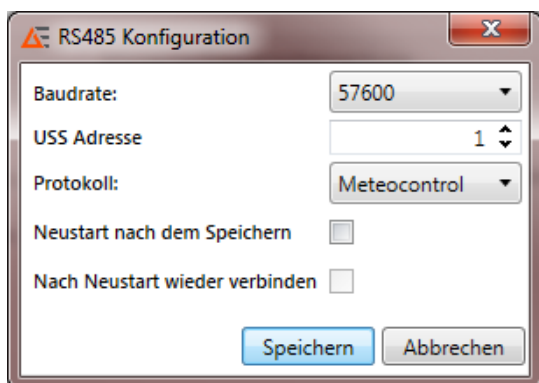 RS485 Konfiguration
Baudrate: 57600
USS Adresse 1
Protokoll: Meteocontrol
Neustart nach dem Speichern
Nach Neustart wieder verbinden
Speichern Abbrechen